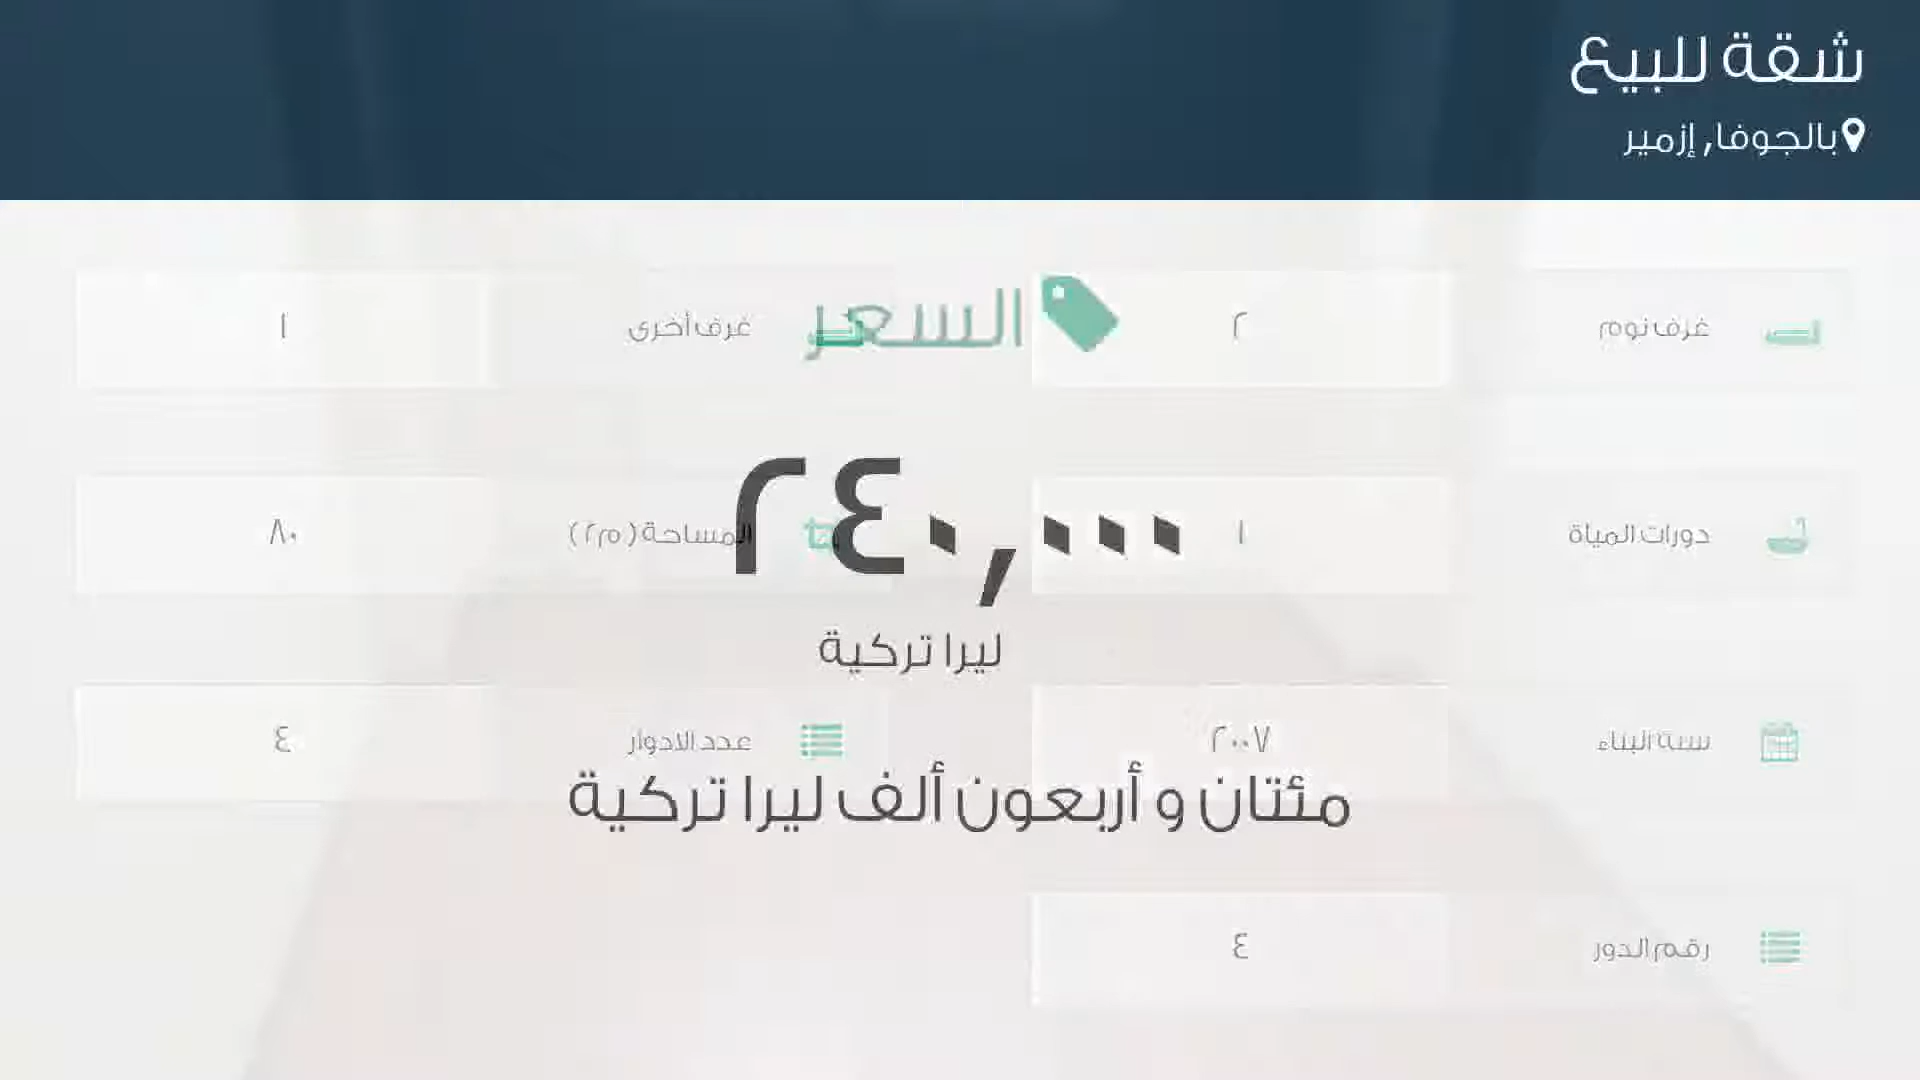 شقة للبيع
بالجوفا, إزمير
السعر
٢٤٠,٠٠٠
ليرا تركية
مئتان و أربعون ألف ليرا تركية
غرف نوم ٢
غرف أخرى ١
دورات المياة ١
المساحة (م٢) ٨٠
سنة البناء ٢٠٠٧
عدد الادوار ٤
رقم الدور ٤